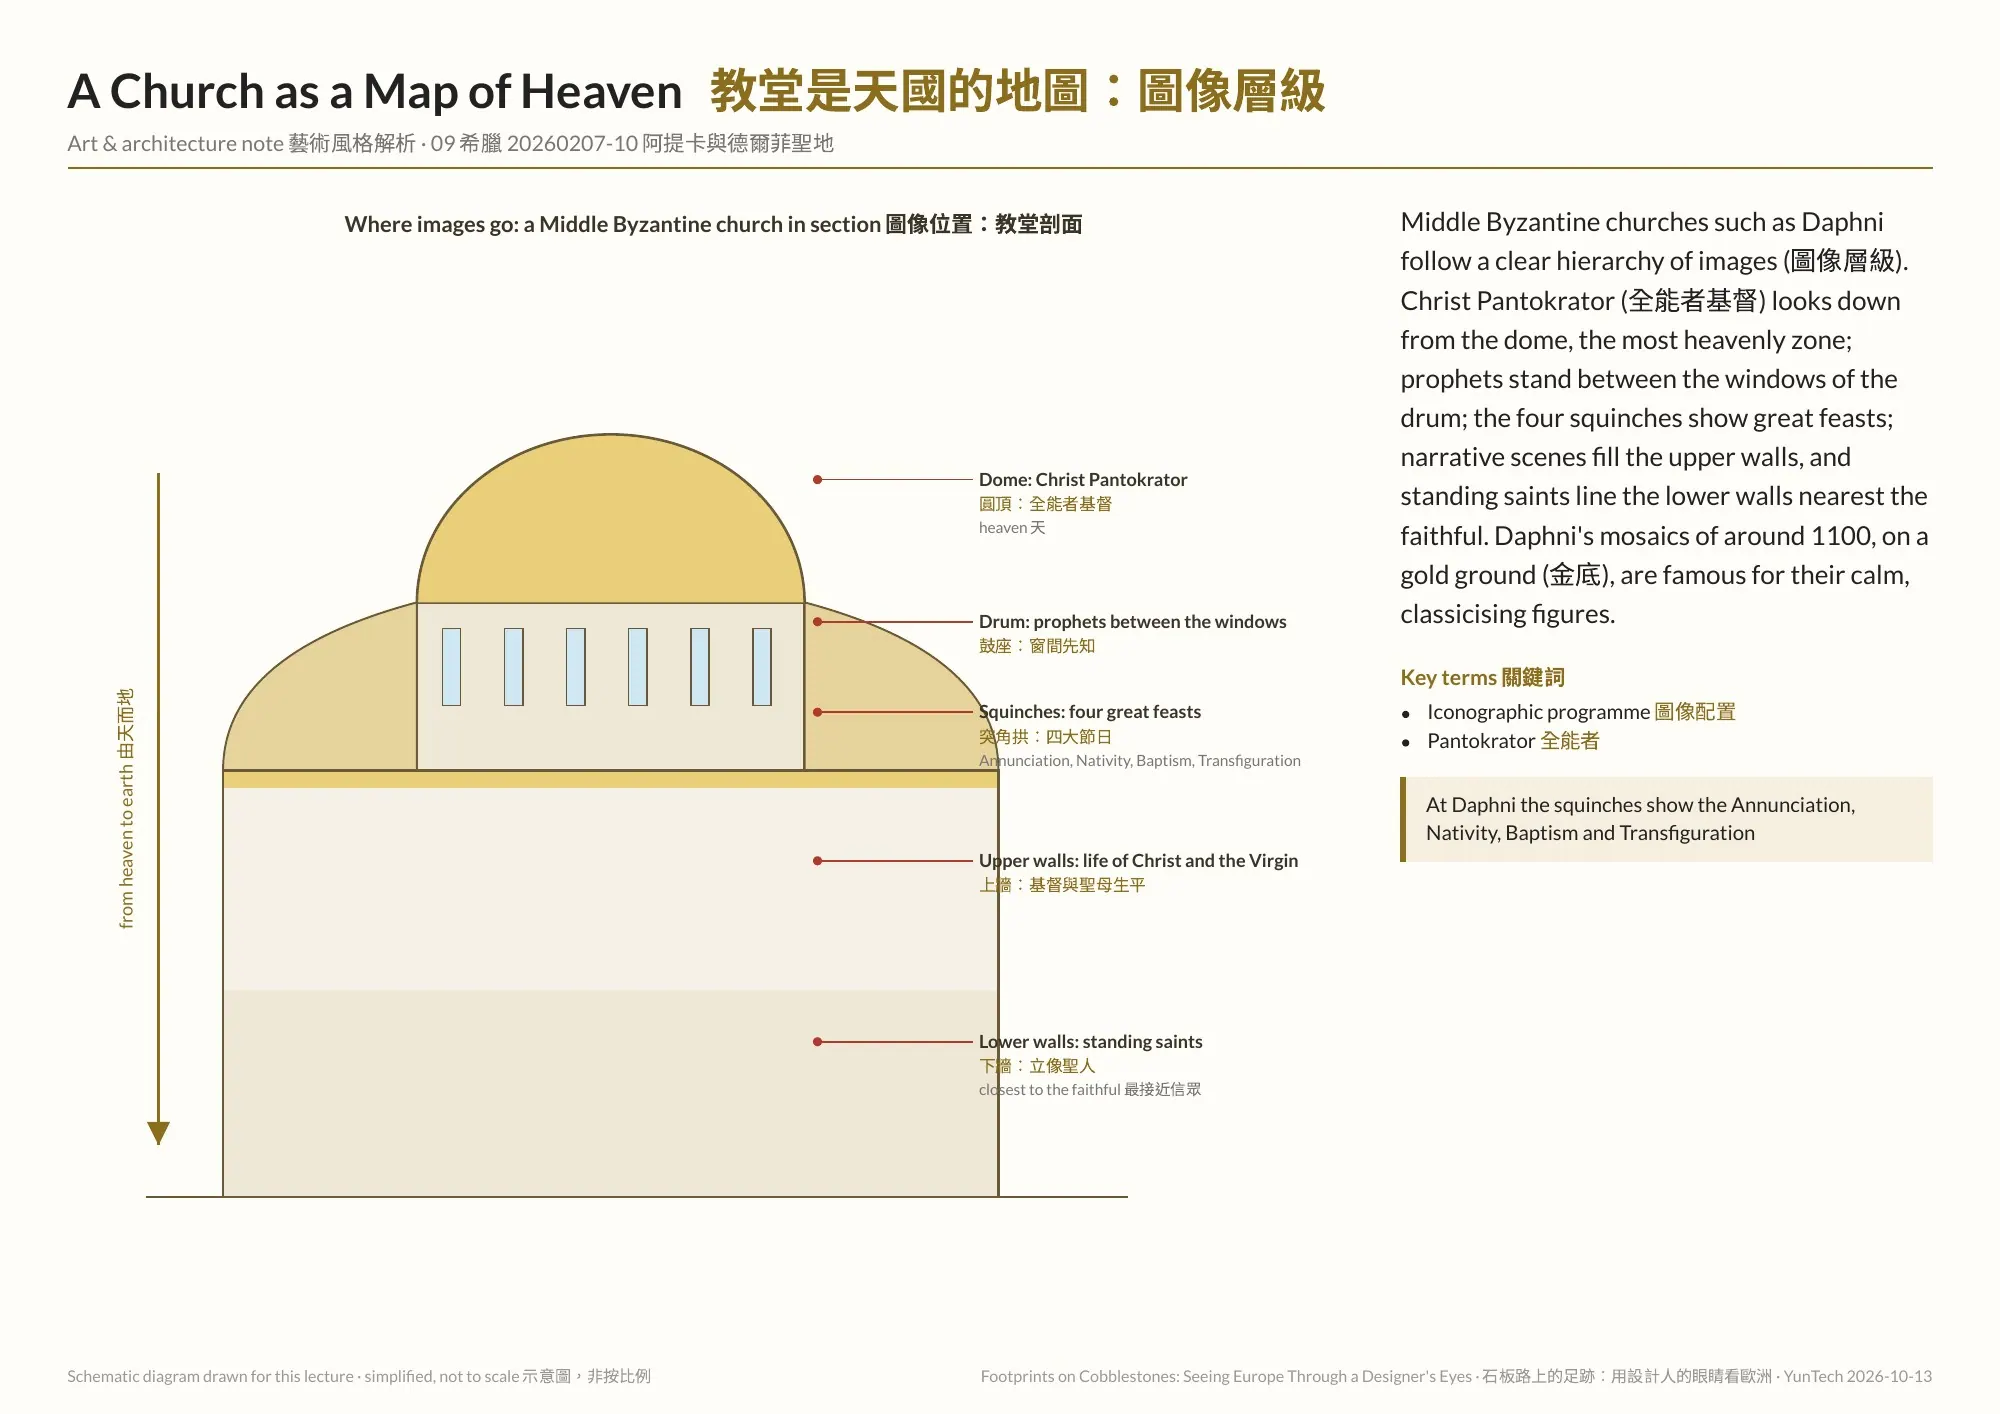 A Church as a Map of Heaven 教堂是天國的地圖：圖像層級
Art & architecture note 藝術風格解析 · 09 希臘 20260207-10 阿提卡與德爾菲聖地
Where images go: a Middle Byzantine church in section 圖像位置：教堂剖面
from heaven to earth 由天而地
Dome: Christ Pantokrator
圓頂：全能者基督
heaven 天
Drum: prophets between the windows
鼓座：窗間先知
Squinches: four great feasts
突角拱：四大節日
Annunciation, Nativity, Baptism, Transfiguration
Upper walls: life of Christ and the Virgin
上牆：基督與聖母生平
Lower walls: standing saints
下牆：立像聖人
closest to the faithful 最接近信眾
Middle Byzantine churches such as Daphni
follow a clear hierarchy of images (圖像層級).
Christ Pantokrator (全能者基督) looks down
from the dome, the most heavenly zone;
prophets stand between the windows of the
drum; the four squinches show great feasts;
narrative scenes fill the upper walls, and
standing saints line the lower walls nearest the
faithful. Daphni's mosaics of around 1100, on a
gold ground (金底), are famous for their calm,
classicising figures.
Key terms 關鍵詞
• Iconographic programme 圖像配置
• Pantokrator 全能者
At Daphni the squinches show the Annunciation,
Nativity, Baptism and Transfiguration
Schematic diagram drawn for this lecture · simplified, not to scale 示意圖，非按比例
Footprints on Cobblestones: Seeing Europe Through a Designer's Eyes · 石板路上的足跡：用設計人的眼睛看歐洲 · YunTech 2026-10-13